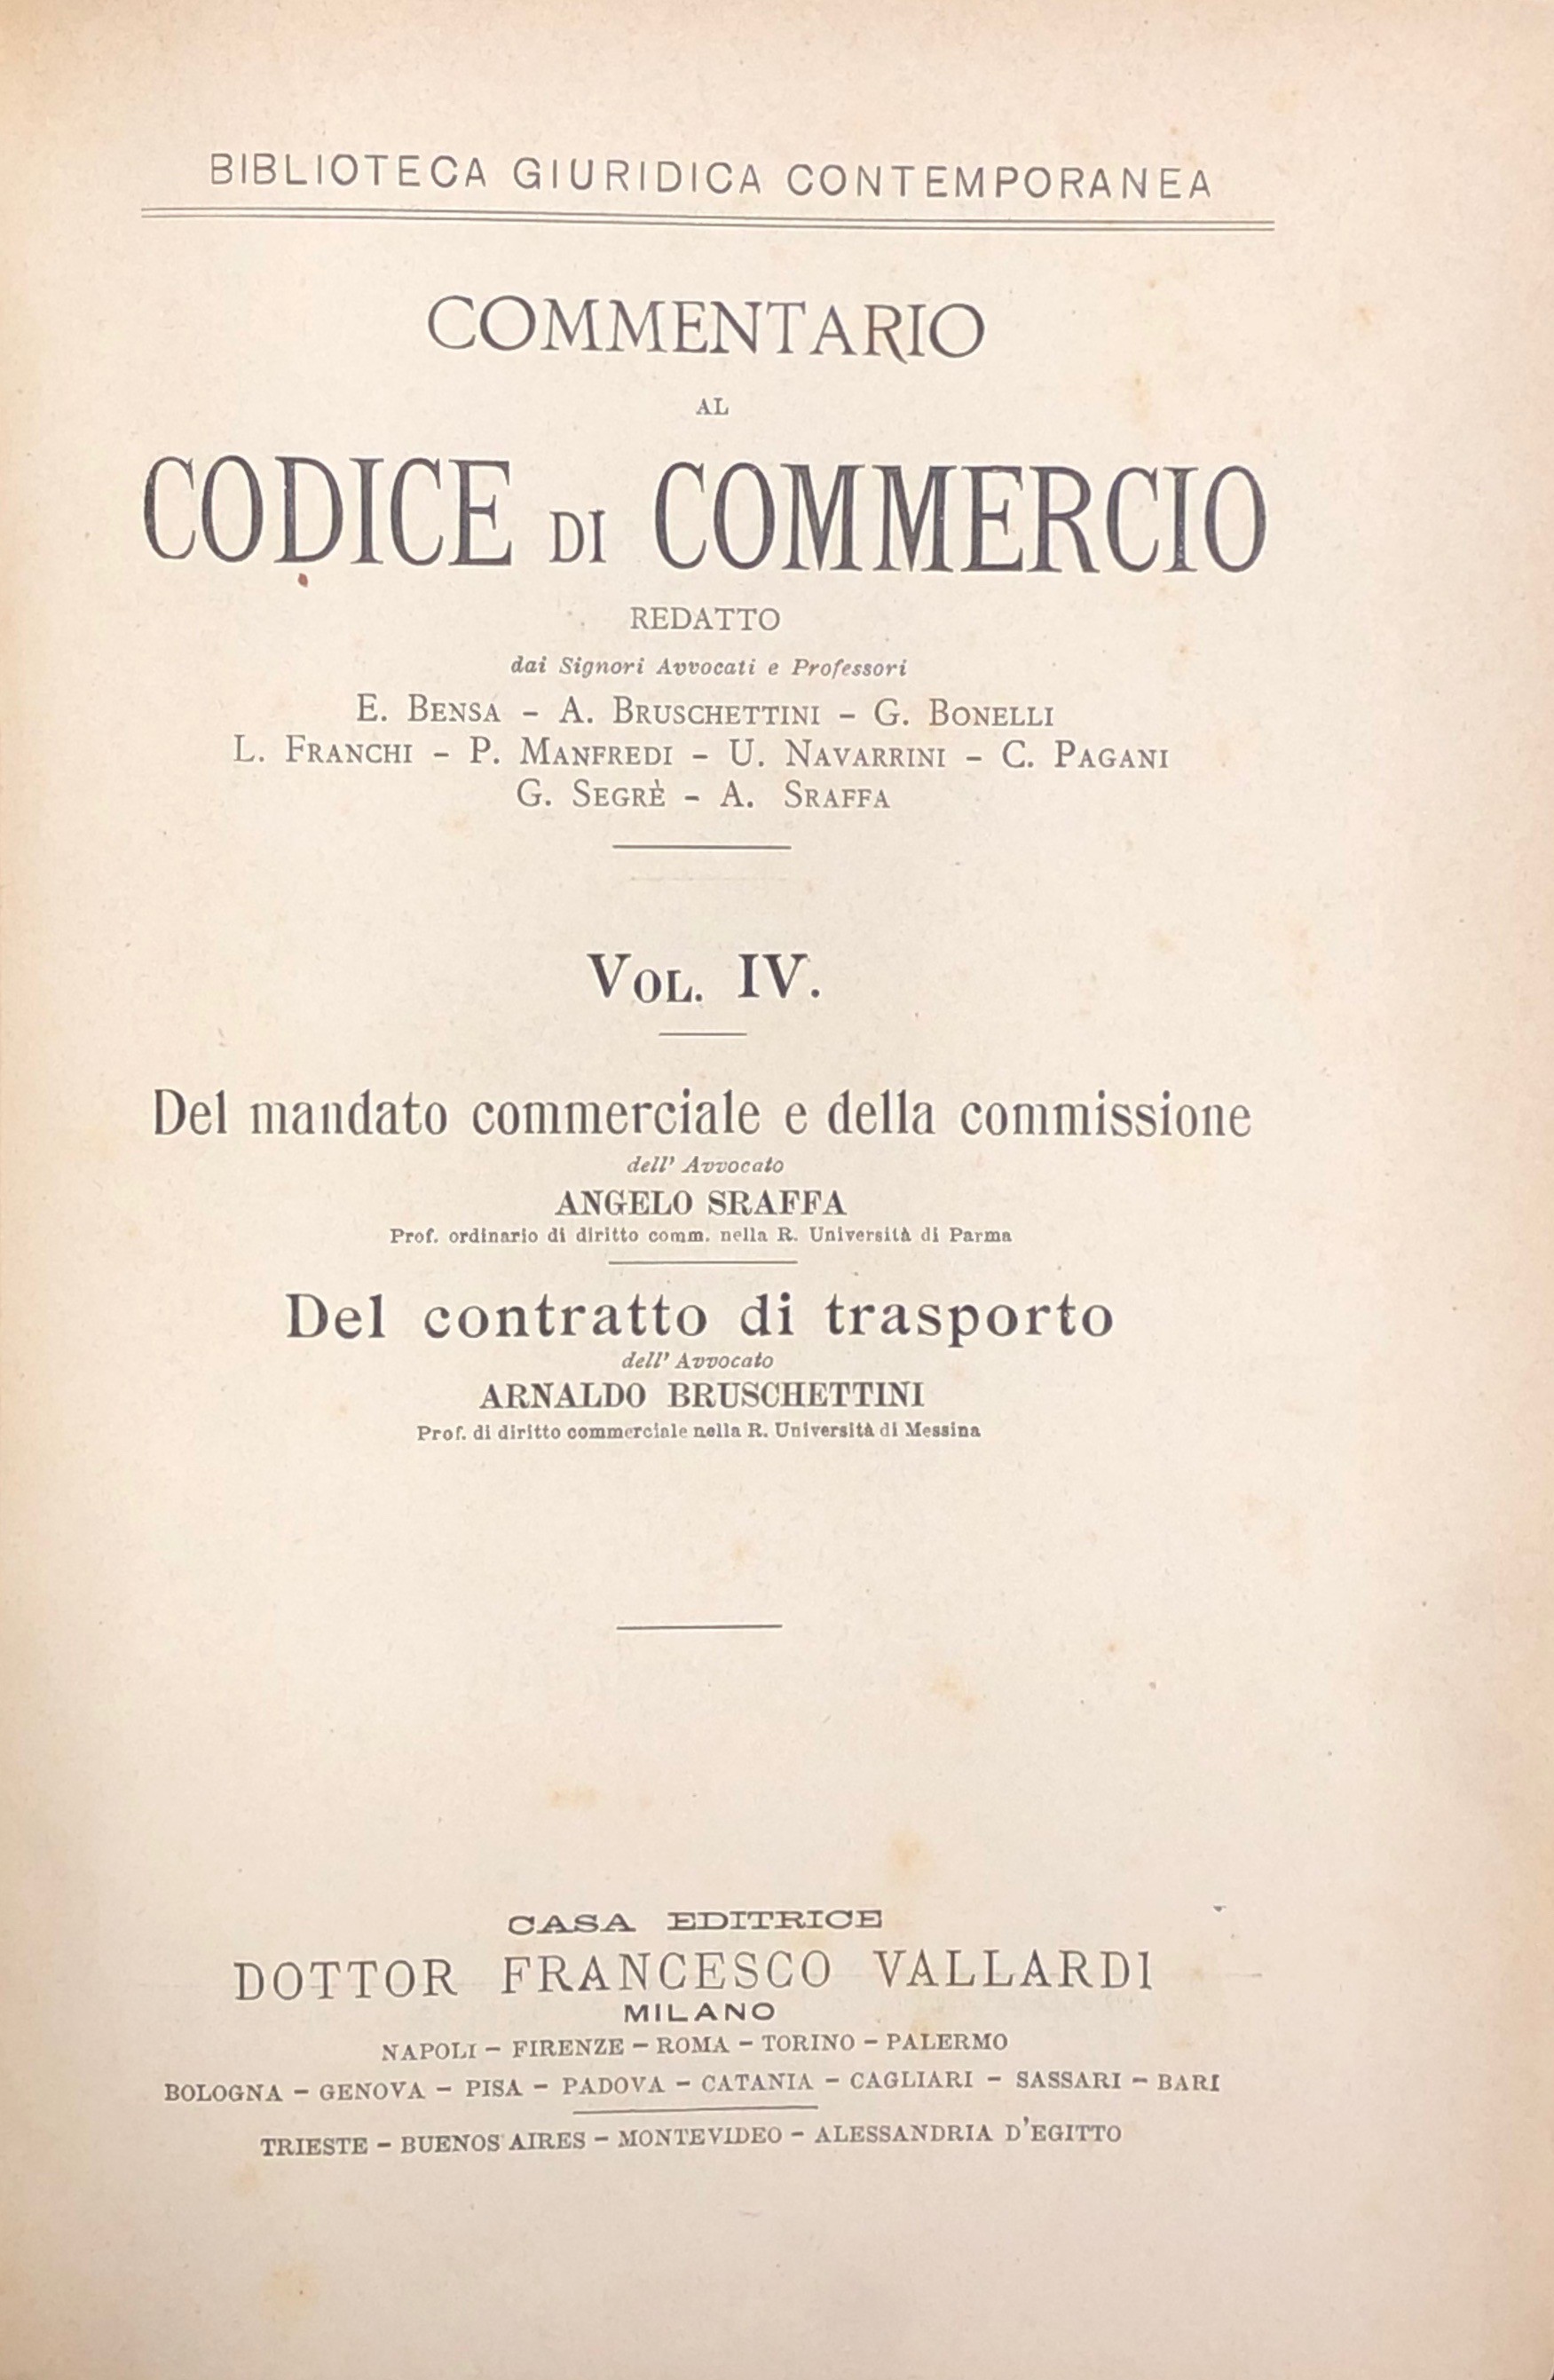 BIBLIOTECA GIURIDICA CONTEMPORANEA
COMMENTARIO
AL
CODICE DI COMMERCIO
REDATTO
dai Signori Avvocati e Professori
E. BENSA - A. BRUSCHETTINI - G. BONELLI
L. FRANCHI - P. MANFREDI - U. NAVARRINI - C. PAGANI
G. SEGRÈ - A. SRAFFA
VOL. IV.
Del mandato commerciale e della commissione
dell' Avvocato
ANGELO SRAFFA
Prof. ordinario di diritto comm. nella R. Università di Parma
Del contratto di trasporto
dell' Avvocato
ARNALDO BRUSCHETTINI
Prof. di diritto commerciale nella R. Università di Messina
CASA EDITRICE
DOTTOR FRANCESCO VALLARDI
MILANO
NAPOLI - FIRENZE - ROMA - TORINO - PALERMO
BOLOGNA - GENOVA - PISA - PADOVA - CATANIA - CAGLIARI - SASSARI - BARI
TRIESTE - BUENOS AIRES - MONTEVIDEO - ALESSANDRIA D'EGITTO